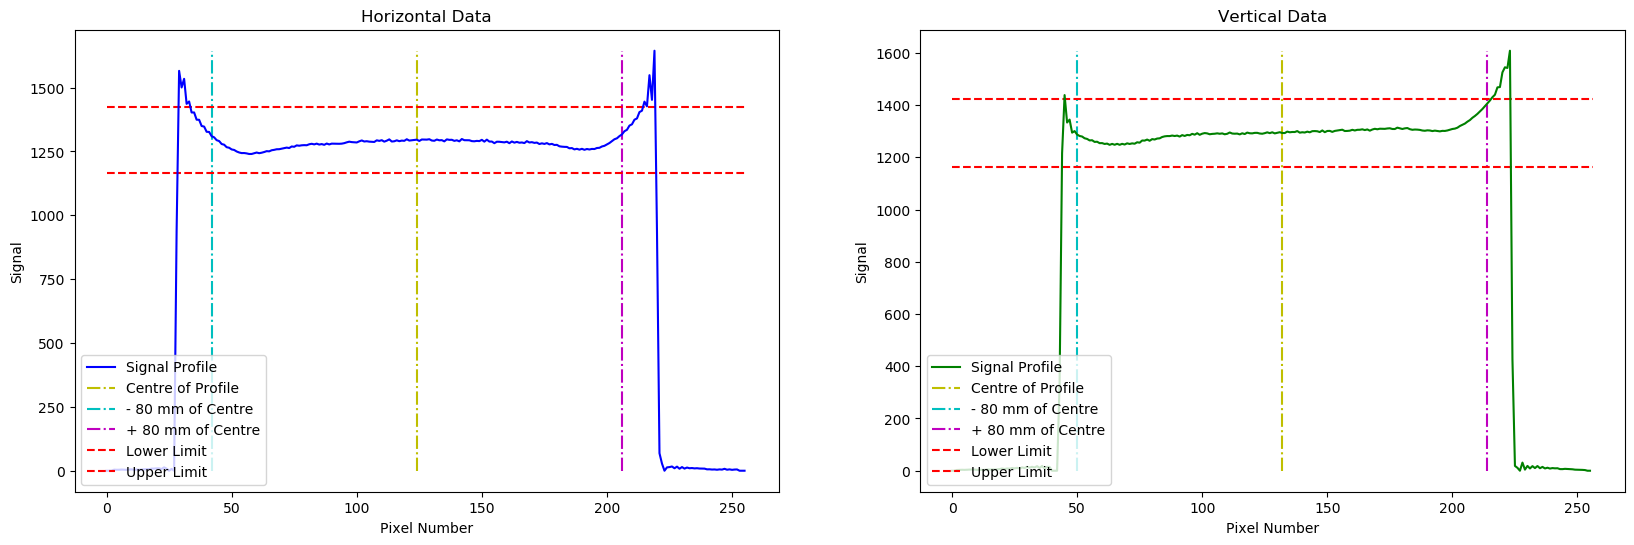 Horizontal Data
Signal
1500
1250
1000
750
500
250
0
Signal Profile
Centre of Profile
- 80 mm of Centre
+ 80 mm of Centre
Lower Limit
Upper Limit
0 50 100 150 200 250
Pixel Number
Vertical Data
Signal
1600
1400
1200
1000
800
600
400
200
0
Signal Profile
Centre of Profile
- 80 mm of Centre
+ 80 mm of Centre
Lower Limit
Upper Limit
0 50 100 150 200 250
Pixel Number